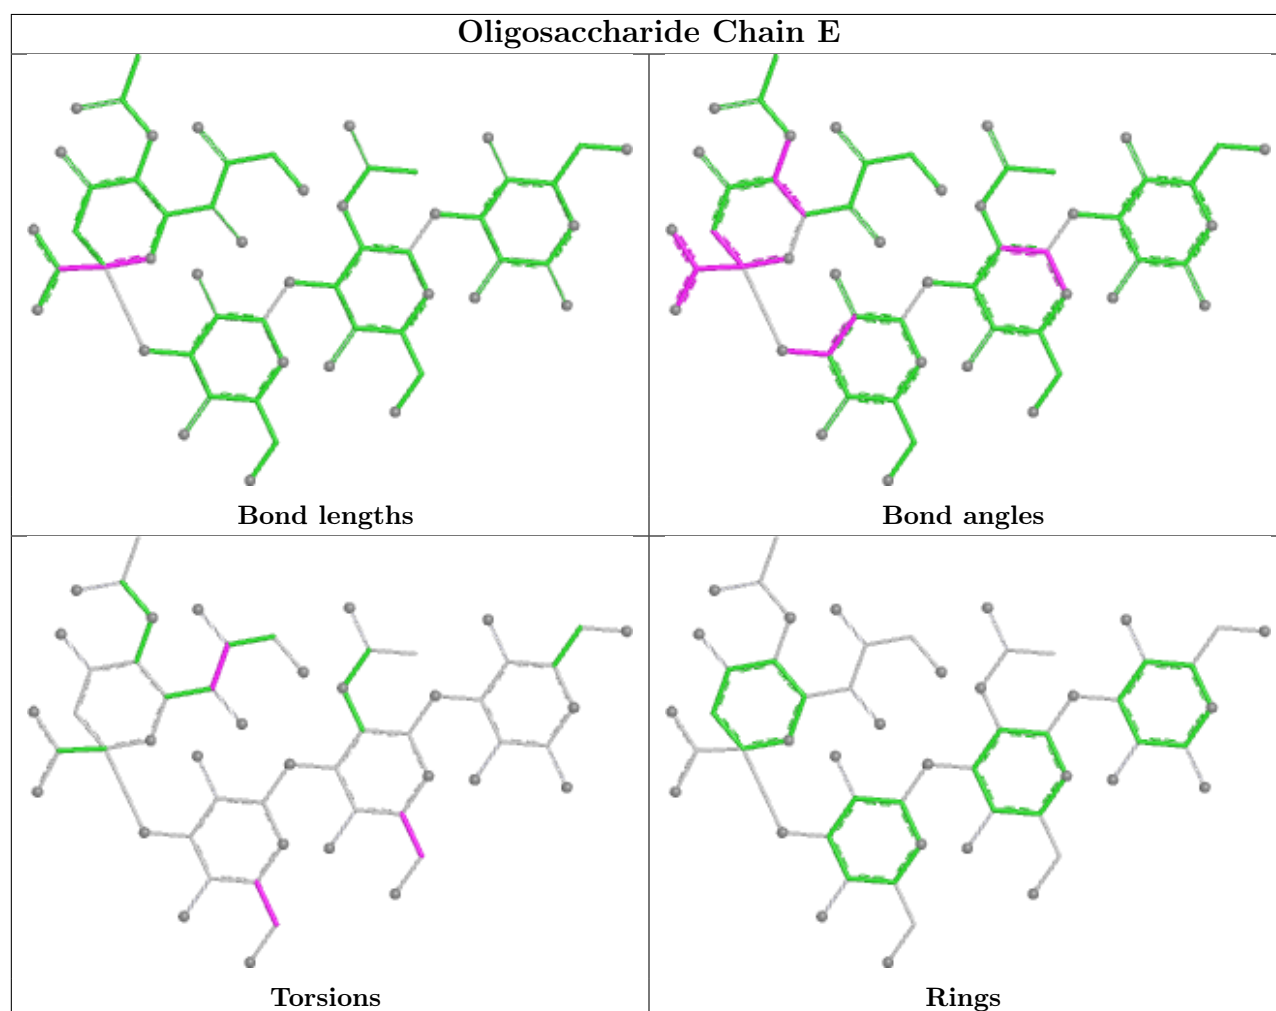 Oligosaccharide Chain E
Bond lengths
Bond angles
Torsions
Rings